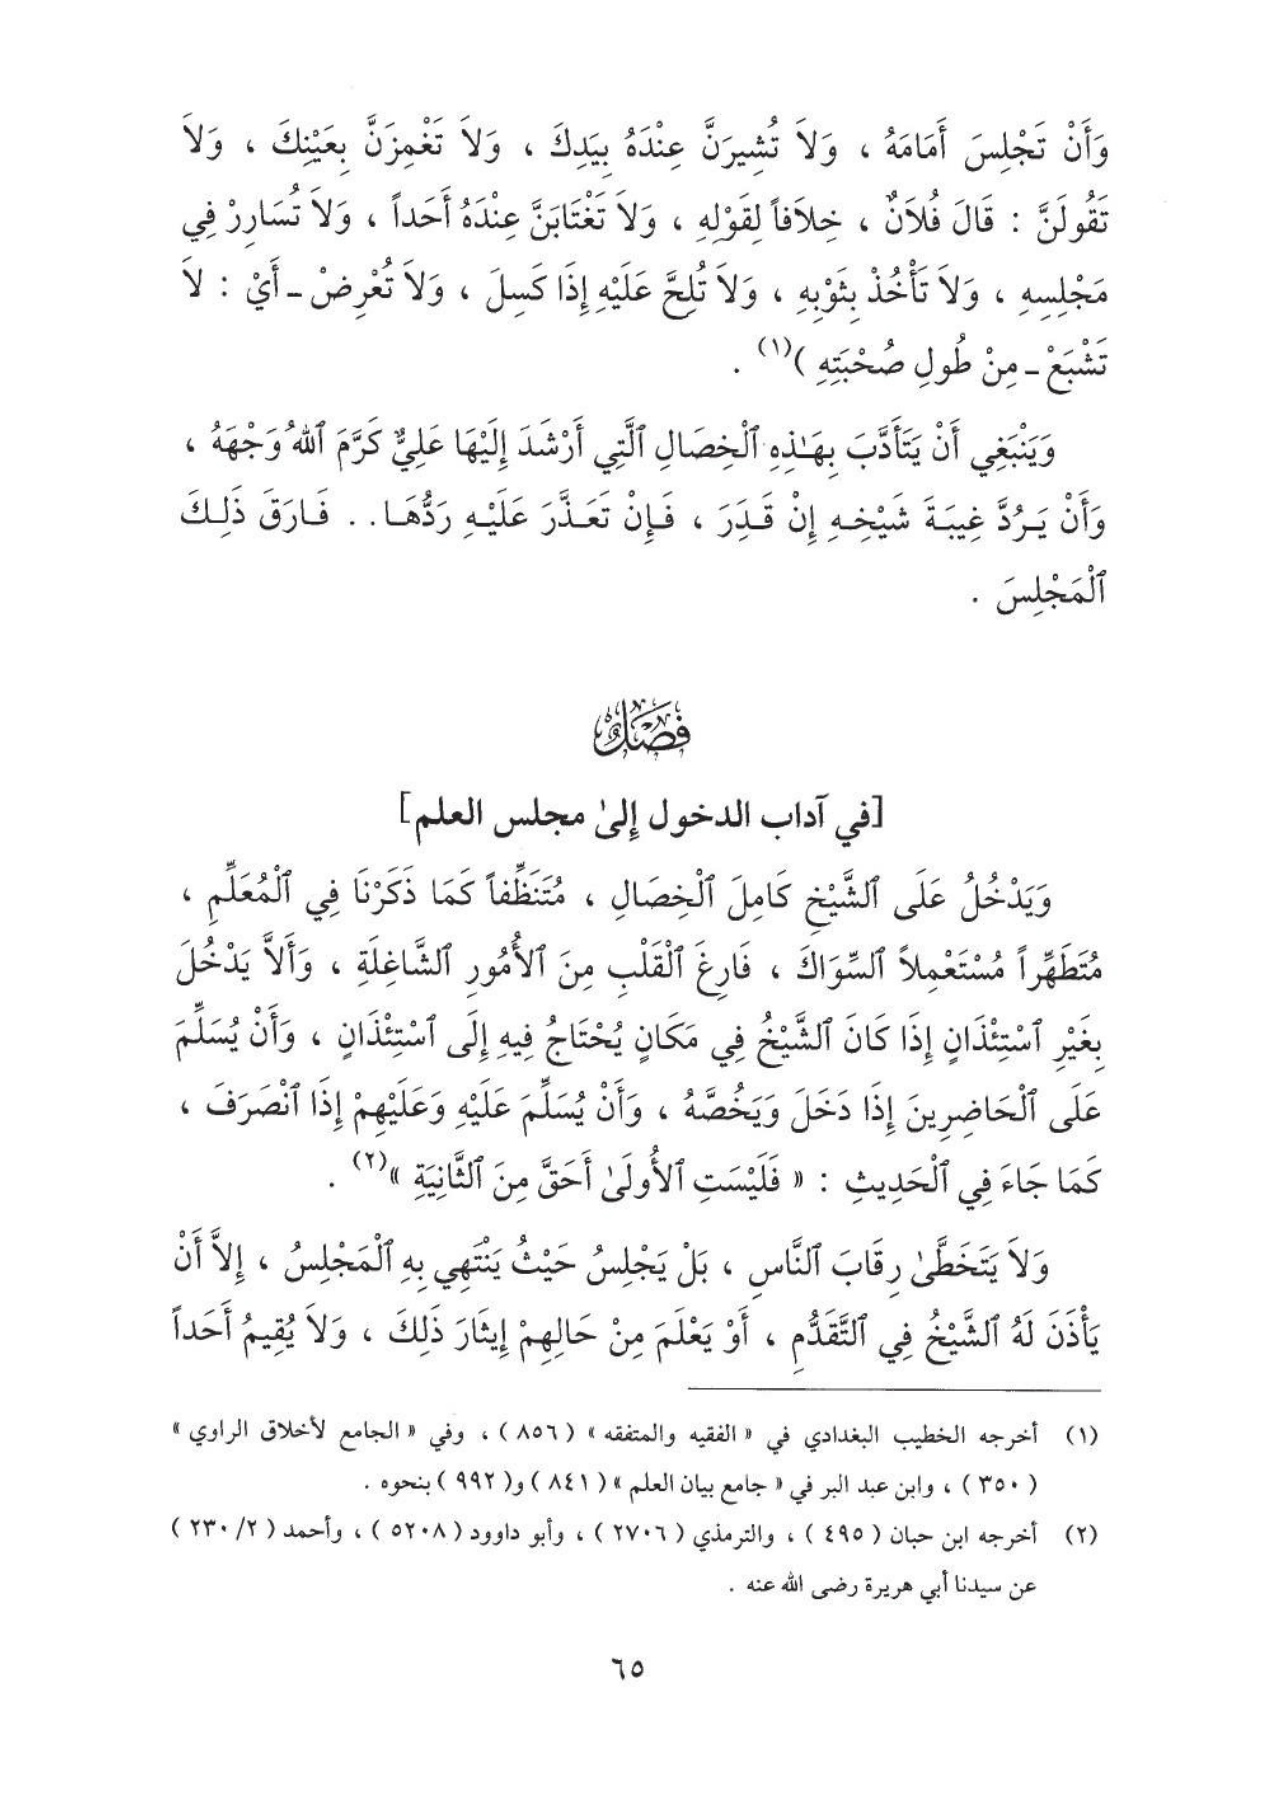 وَأَنْ تَجْلِسَ أَمَامَهُ ، وَلاَ تُشِيرَنَّ عِنْدَهُ بِيَدِكَ ، وَلاَ تَغْمِزَنَّ بِعَيْنِكَ ، وَلاَ
تَقُولَنَّ : قَالَ فُلاَنٌ ، خِلاَفاً لِقَوْلِهِ ، وَلاَ تَغْتَابَنَّ عِنْدَهُ أَحَداً ، وَلاَ تُسَارِرْ فِي
مَجْلِسِهِ ، وَلاَ تَأْخُذْ بِثَوْبِهِ ، وَلاَ تُلِحَّ عَلَيْهِ إِذَا كَسِلَ ، وَلاَ تُعْرِضْ ـ أَيْ : لاَ
تَشْبَعْ ـ مِنْ طُولِ صُحْبَتِهِ )(١) .
وَيَنْبَغِي أَنْ يَتَأَدَّبَ بِهَـٰذِهِ ٱلْخِصَالِ ٱلَّتِي أَرْشَدَ إِلَيْهَا عَلِيٌّ كَرَّمَ ٱللهُ وَجْهَهُ ،
وَأَنْ يَـرُدَّ غِيبَـةَ شَيْخِـهِ إِنْ قَـدَِرَ ، فَـإِنْ تَعَـذَّرَ عَلَيْـهِ رَدُّهَـا . . فَـارَقَ ذَلِـكَ
ٱلْمَجْلِسَ .
فَصْلٌ
[في آداب الدخول إلىٰ مجلس العلم]
وَيَدْخُلُ عَلَى ٱلشَّيْخِ كَامِلَ ٱلْخِصَالِ ، مُتَنَظِّفاً كَمَا ذَكَرْنَا فِي ٱلْمُعَلِّمِ ،
مُتَطَهِّراً مُسْتَعْمِلاً ٱلسِّوَاكَ ، فَارِغَ ٱلْقَلْبِ مِنَ ٱلأُمُورِ ٱلشَّاغِلَةِ ، وَأَلاَّ يَدْخُلَ
بِغَيْرِ ٱسْتِئْذَانٍ إِذَا كَانَ ٱلشَّيْخُ فِي مَكَانٍ يُحْتَاجُ فِيهِ إِلَى ٱسْتِئْذَانٍ ، وَأَنْ يُسَلِّمَ
عَلَى ٱلْحَاضِرِينَ إِذَا دَخَلَ وَيَخُصَّهُ ، وَأَنْ يُسَلِّمَ عَلَيْهِ وَعَلَيْهِمْ إِذَا ٱنْصَرَفَ ،
كَمَا جَاءَ فِي ٱلْحَدِيثِ : « فَلَيْسَتِ ٱلأُولَىٰ أَحَقَّ مِنَ ٱلثَّانِيَةِ »(٢) .
وَلاَ يَتَخَطَّىٰ رِقَابَ ٱلنَّاسِ ، بَلْ يَجْلِسُ حَيْثُ يَنْتَهِي بِهِ ٱلْمَجْلِسُ ، إِلاَّ أَنْ
يَأْذَنَ لَهُ ٱلشَّيْخُ فِي ٱلتَّقَدُّمِ ، أَوْ يَعْلَمَ مِنْ حَالِهِمْ إِيثَارَ ذَلِكَ ، وَلاَ يُقِيمُ أَحَداً
(١) أخرجه الخطيب البغدادي في « الفقيه والمتفقه » ( ٨٥٦ ) ، وفي « الجامع لأخلاق الراوي »
( ٣٥٠ ) ، وابن عبد البر في « جامع بيان العلم » ( ٨٤١ ) و( ٩٩٢ ) بنحوه .
(٢) أخرجه ابن حبان ( ٤٩٥ ) ، والترمذي ( ٢٧٠٦ ) ، وأبو داوود ( ٥٢٠٨ ) ، وأحمد ( ٢/ ٢٣٠ )
عن سيدنا أبي هريرة رضي الله عنه .
٦٥